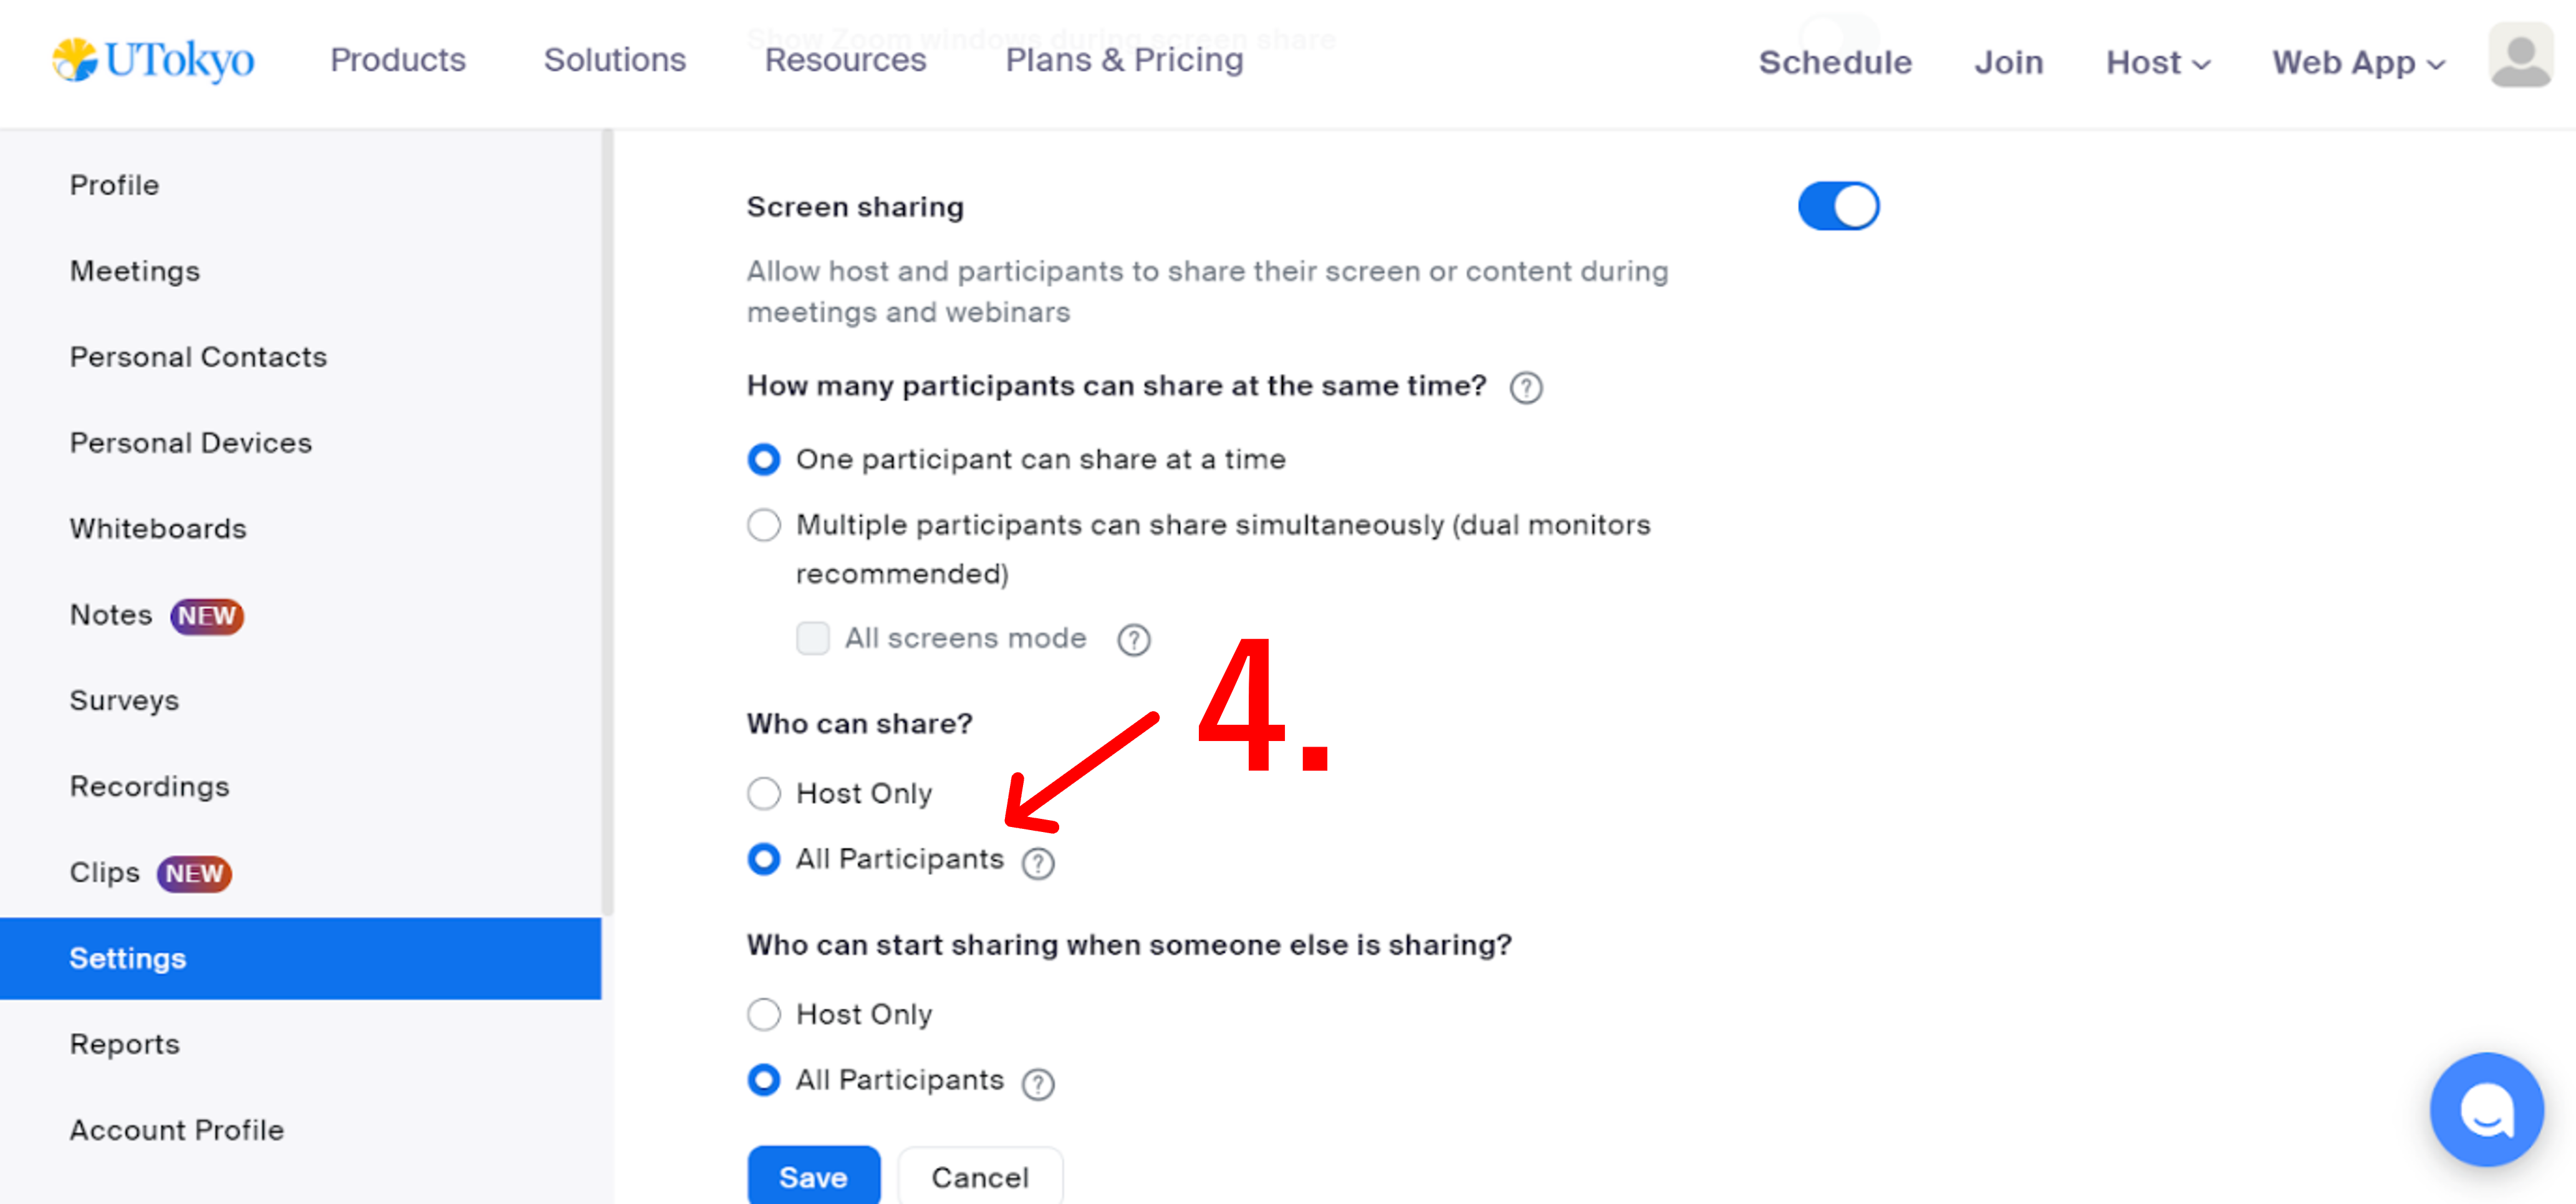 Show Zoom windows during screen share
UTokyo Products Solutions Resources Plans & Pricing Schedule Join Host Web App
Profile
Meetings
Personal Contacts
Personal Devices
Whiteboards
Notes NEW
Surveys
Recordings
Clips NEW
Settings
Reports
Account Profile
Screen sharing
Allow host and participants to share their screen or content during
meetings and webinars
How many participants can share at the same time? ?
One participant can share at a time
Multiple participants can share simultaneously (dual monitors
recommended)
All screens mode ?
4.
Who can share?
Host Only
All Participants ?
Who can start sharing when someone else is sharing?
Host Only
All Participants ?
Save Cancel